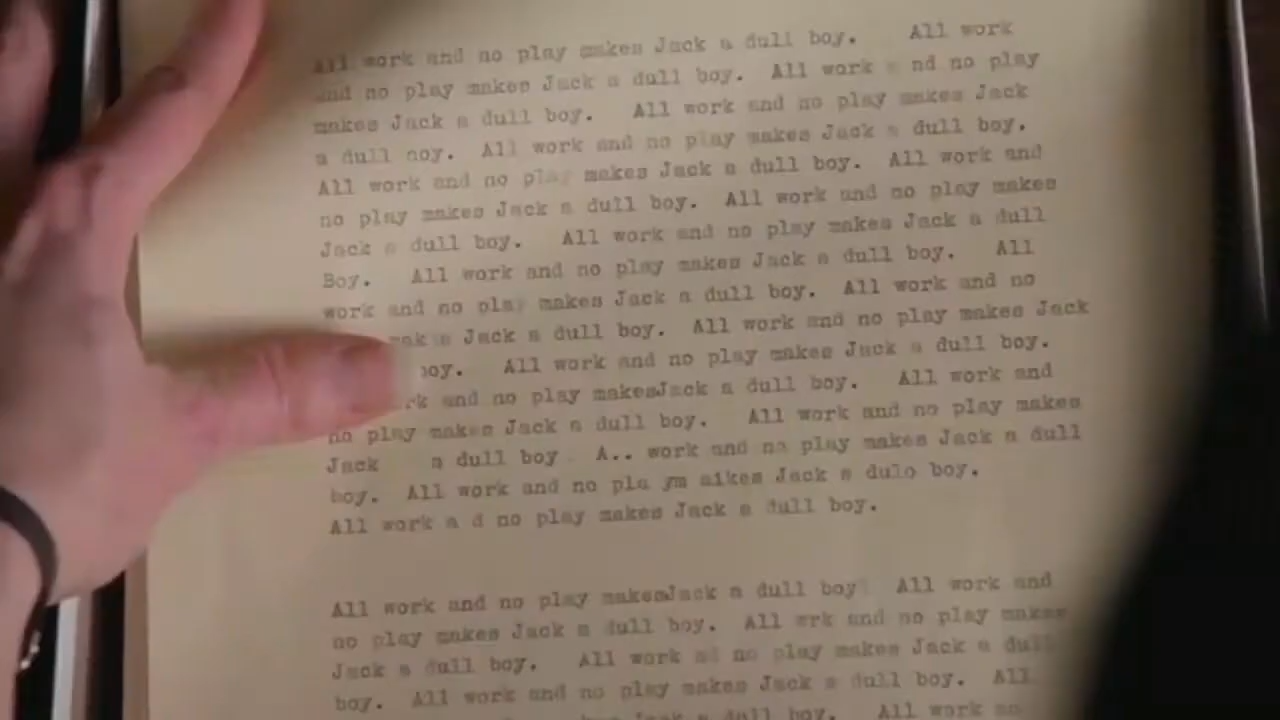 All work and no play makes Jack a dull boy. All work
and no play makes Jack a dull boy. All work nd no play
makes Jack a dull boy. All work and no play makes Jack
a dull noy. All work and no play makes Jack a dull boy.
All work and no play makes Jack a dull boy. All work and
no play makes Jack a dull boy. All work and no play makes
Jack a dull boy. All work and no play makes Jack a dull
Boy. All work and no play makes Jack a dull boy. All
work and no play makes Jack a dull boy. All work and no
Jack a dull boy. All work and no play makes Jack
All work and no play makes Jack a dull boy.
and no play makesJack a dull boy. All work and
no play makes Jack a dull boy. All work and no play makes
Jack a dull boy A.. work and no play makes Jack a dull
boy. All work and no pla ym aikes Jack a dulo boy.
All work a d no play makes Jack a dull boy.
All work and no play makesJack a dull boy All work and
no play makes Jack a dull boy. All wrk and no play makes
Jack a dull boy. All work ad no play makes Jack a dull
boy. All work and no play makes Jack a dull boy. All
makes Jack a dull boy. All work no